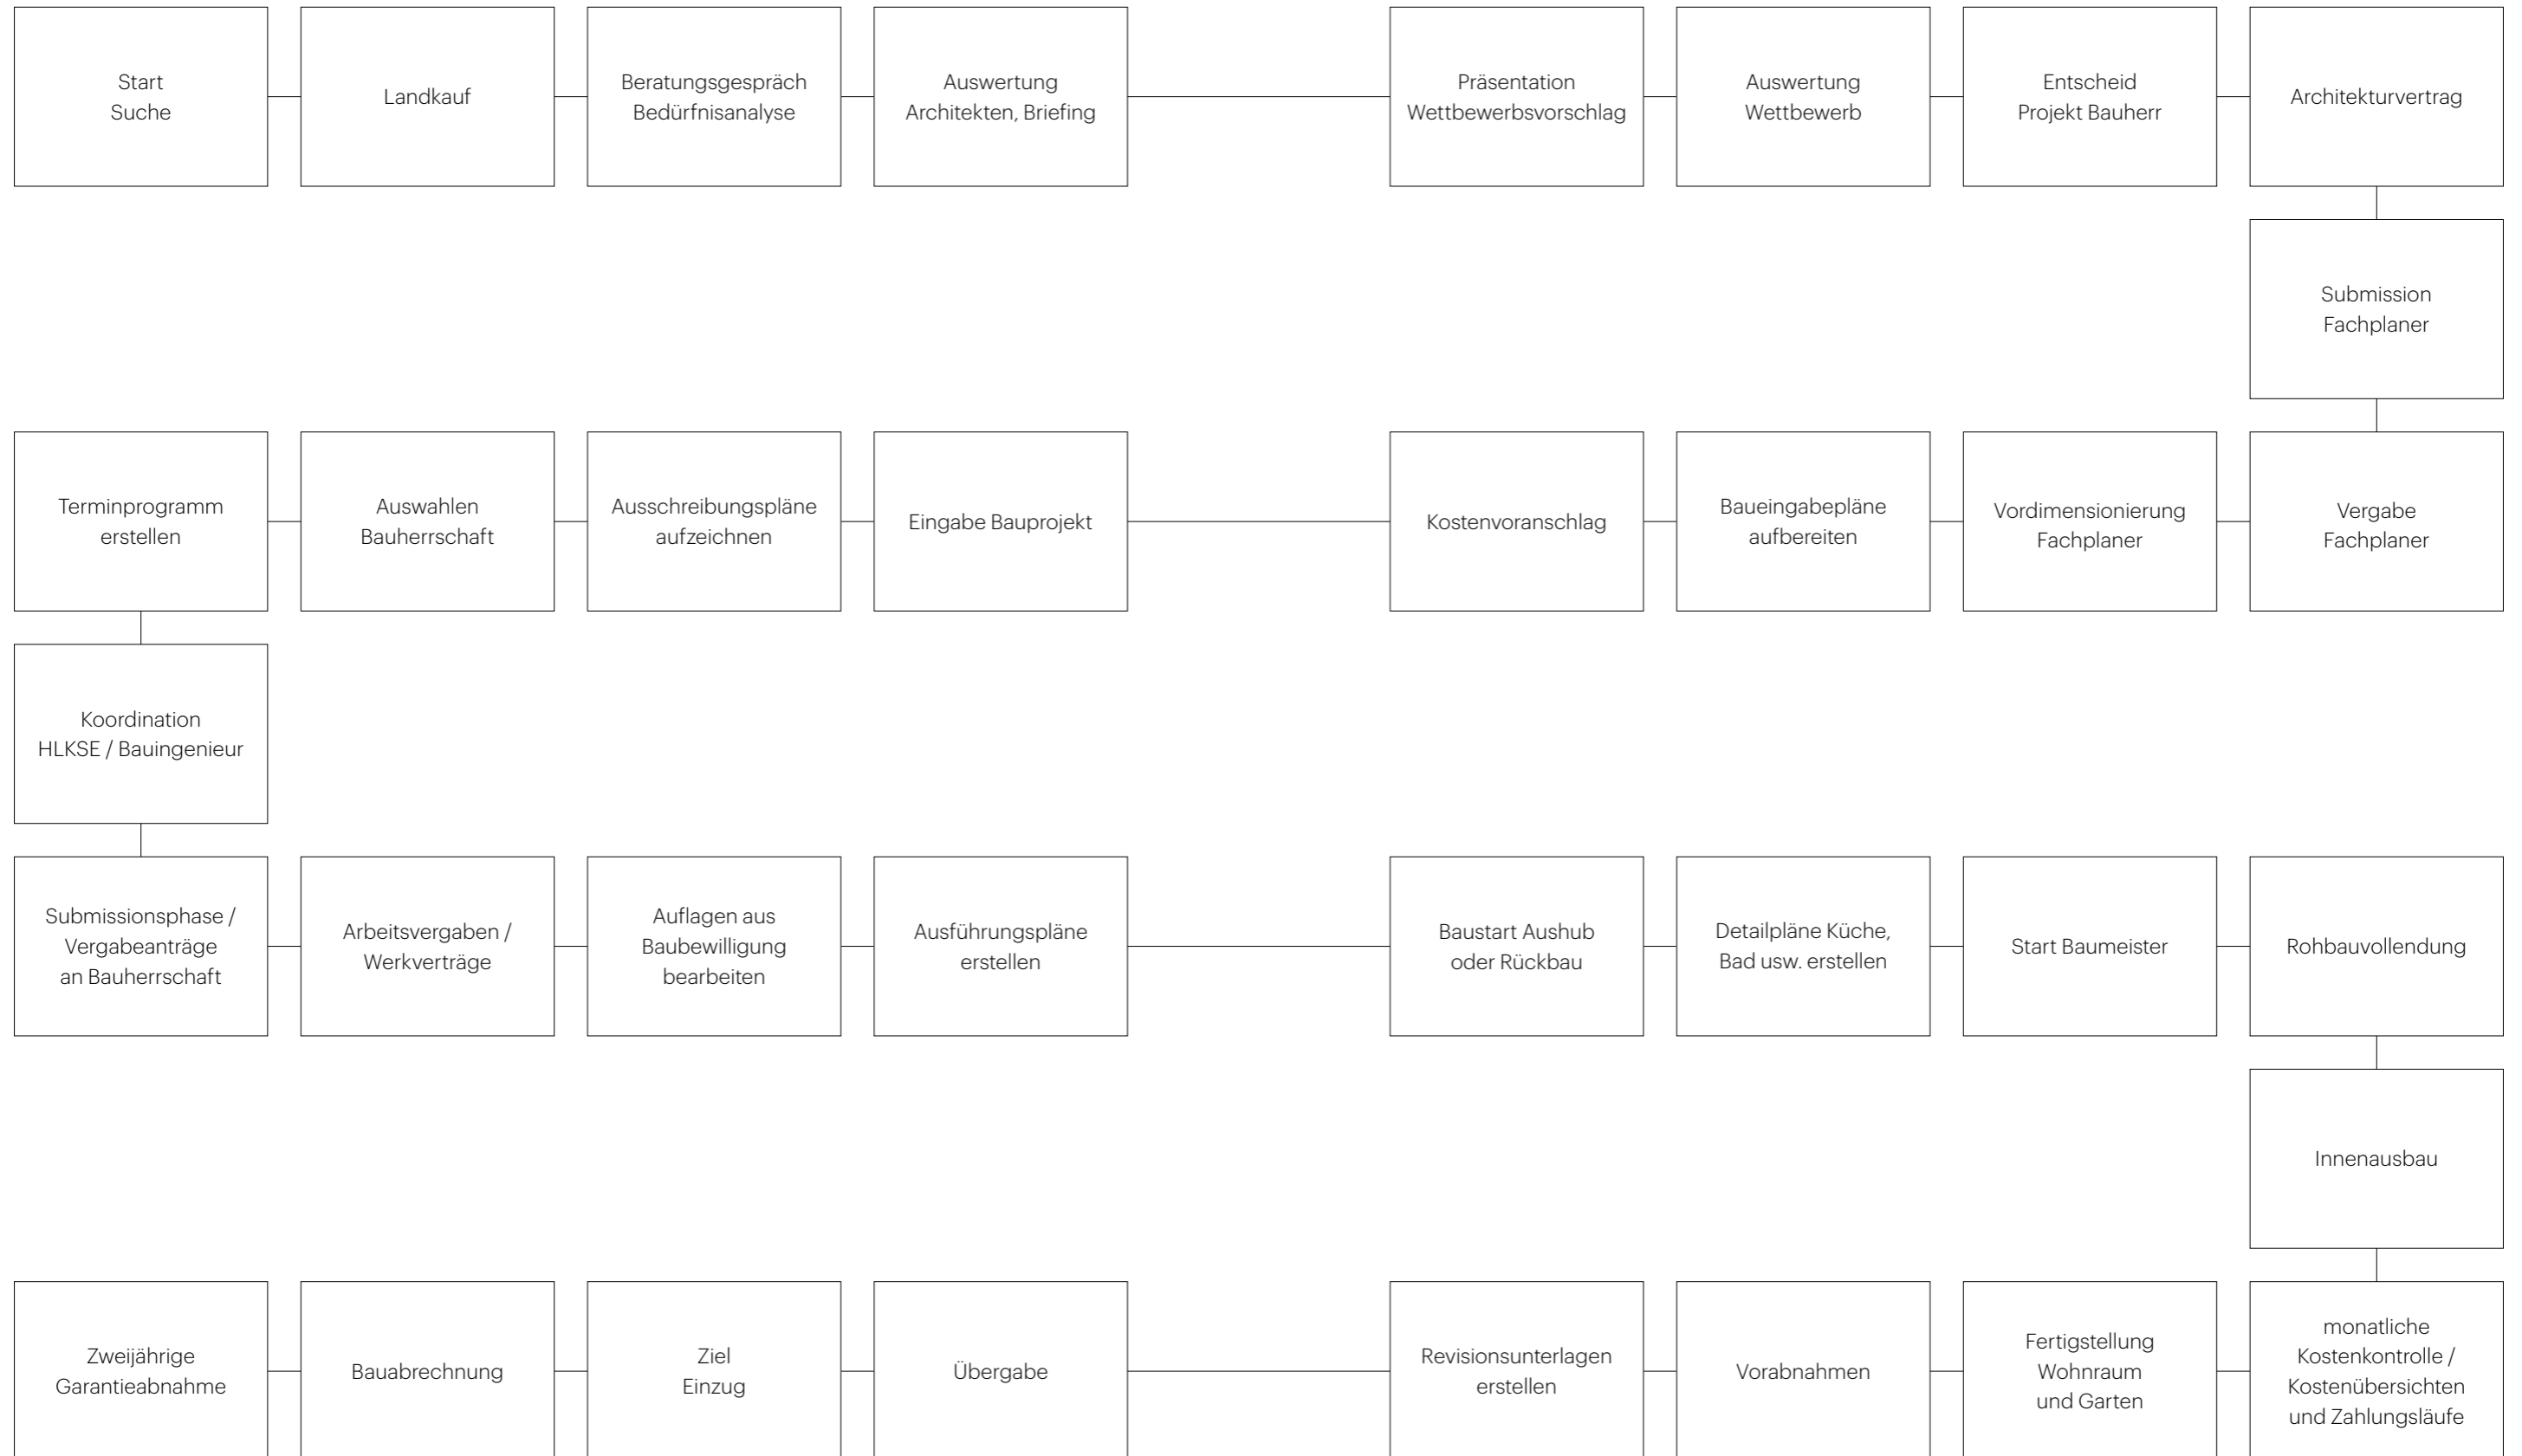 Start
Suche
Landkauf
Beratungsgespräch
Bedürfnisanalyse
Auswertung
Architekten, Briefing
Präsentation
Wettbewerbsvorschlag
Auswertung
Wettbewerb
Entscheid
Projekt Bauherr
Architekturvertrag
Submission
Fachplaner
Vergabe
Fachplaner
Vordimensionierung
Fachplaner
Baueingabepläne
aufbereiten
Kostenvoranschlag
Eingabe Bauprojekt
Ausschreibungspläne
aufzeichnen
Auswahlen
Bauherrschaft
Terminprogramm
erstellen
Koordination
HLKSE / Bauingenieur
Submissionsphase /
Vergabeanträge
an Bauherrschaft
Arbeitsvergaben /
Werkverträge
Auflagen aus
Baubewilligung
bearbeiten
Ausführungspläne
erstellen
Baustart Aushub
oder Rückbau
Detailpläne Küche,
Bad usw. erstellen
Start Baumeister
Rohbauvollendung
Innenausbau
monatliche
Kostenkontrolle /
Kostenübersichten
und Zahlungsläufe
Fertigstellung
Wohnraum
und Garten
Vorabnahmen
Revisionsunterlagen
erstellen
Übergabe
Ziel
Einzug
Bauabrechnung
Zweijährige
Garantieabnahme